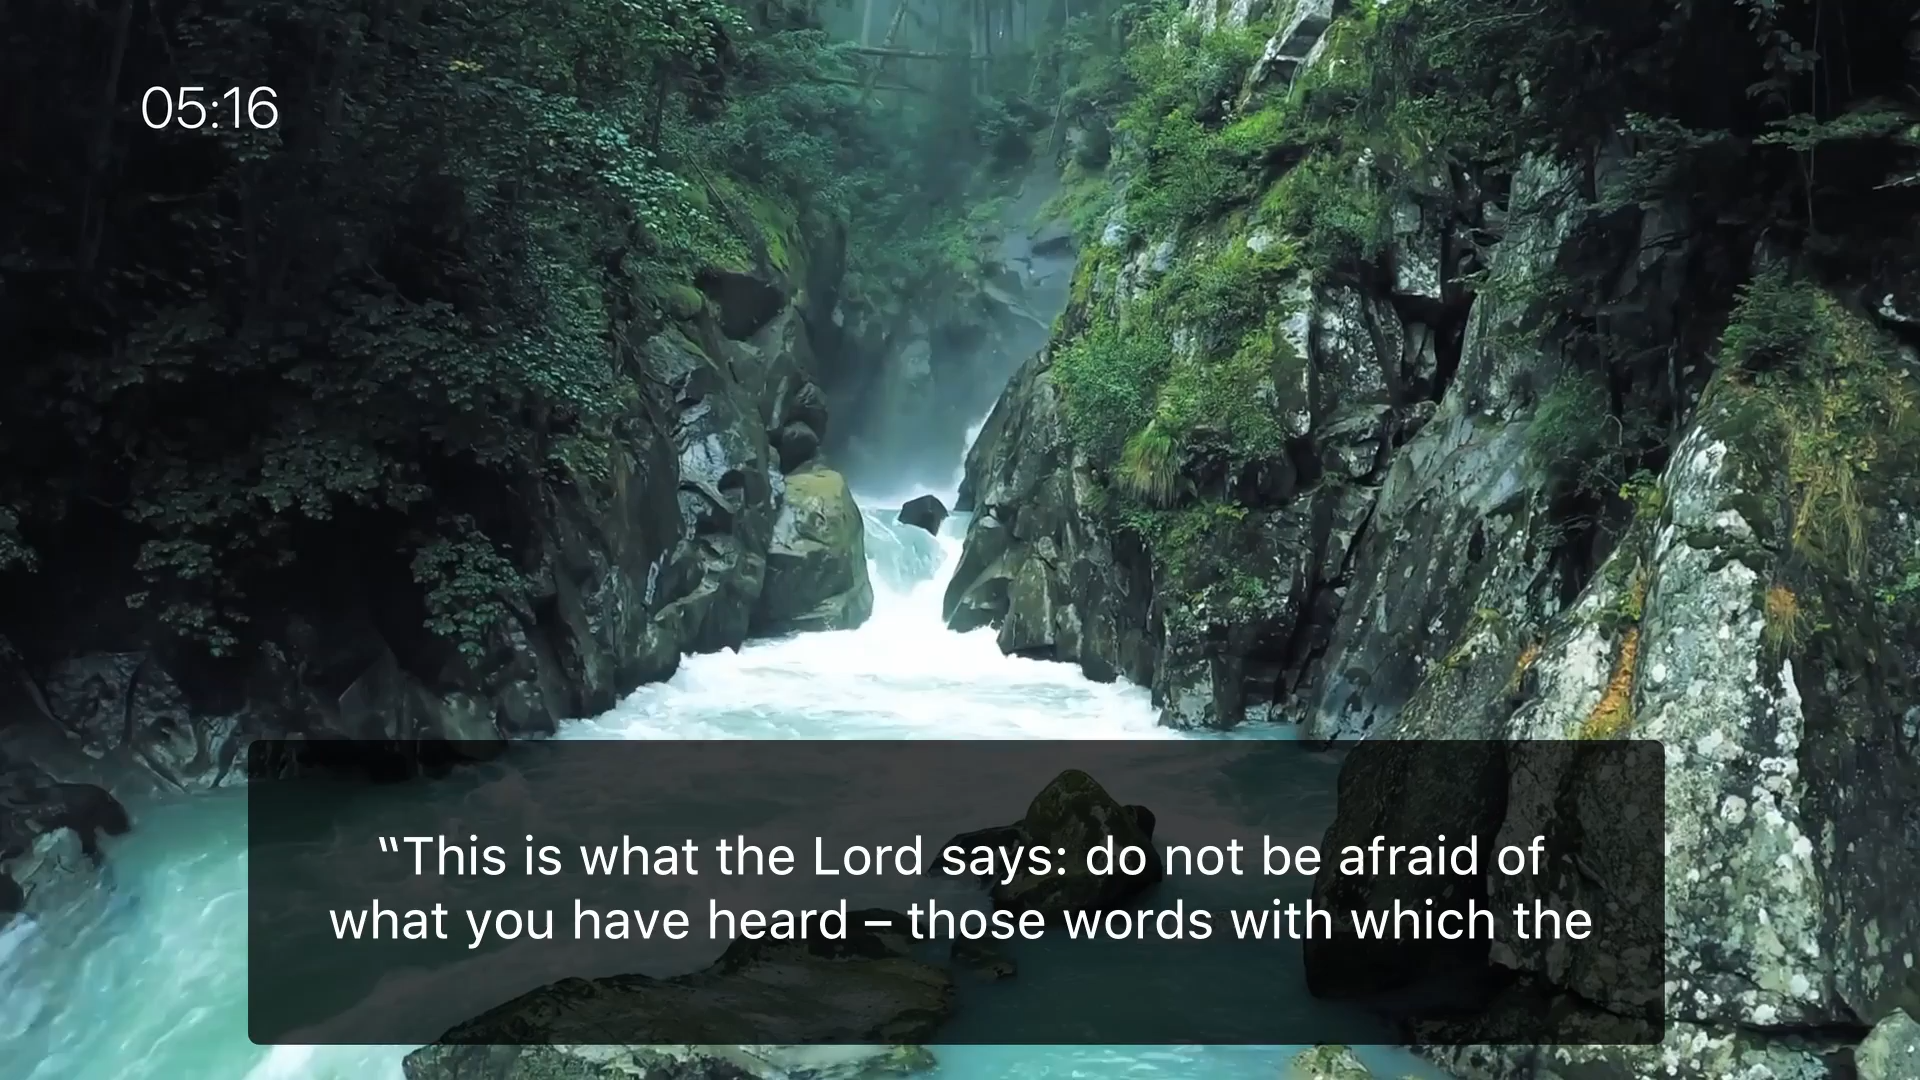 05:16
“This is what the Lord says: do not be afraid of
what you have heard – those words with which the